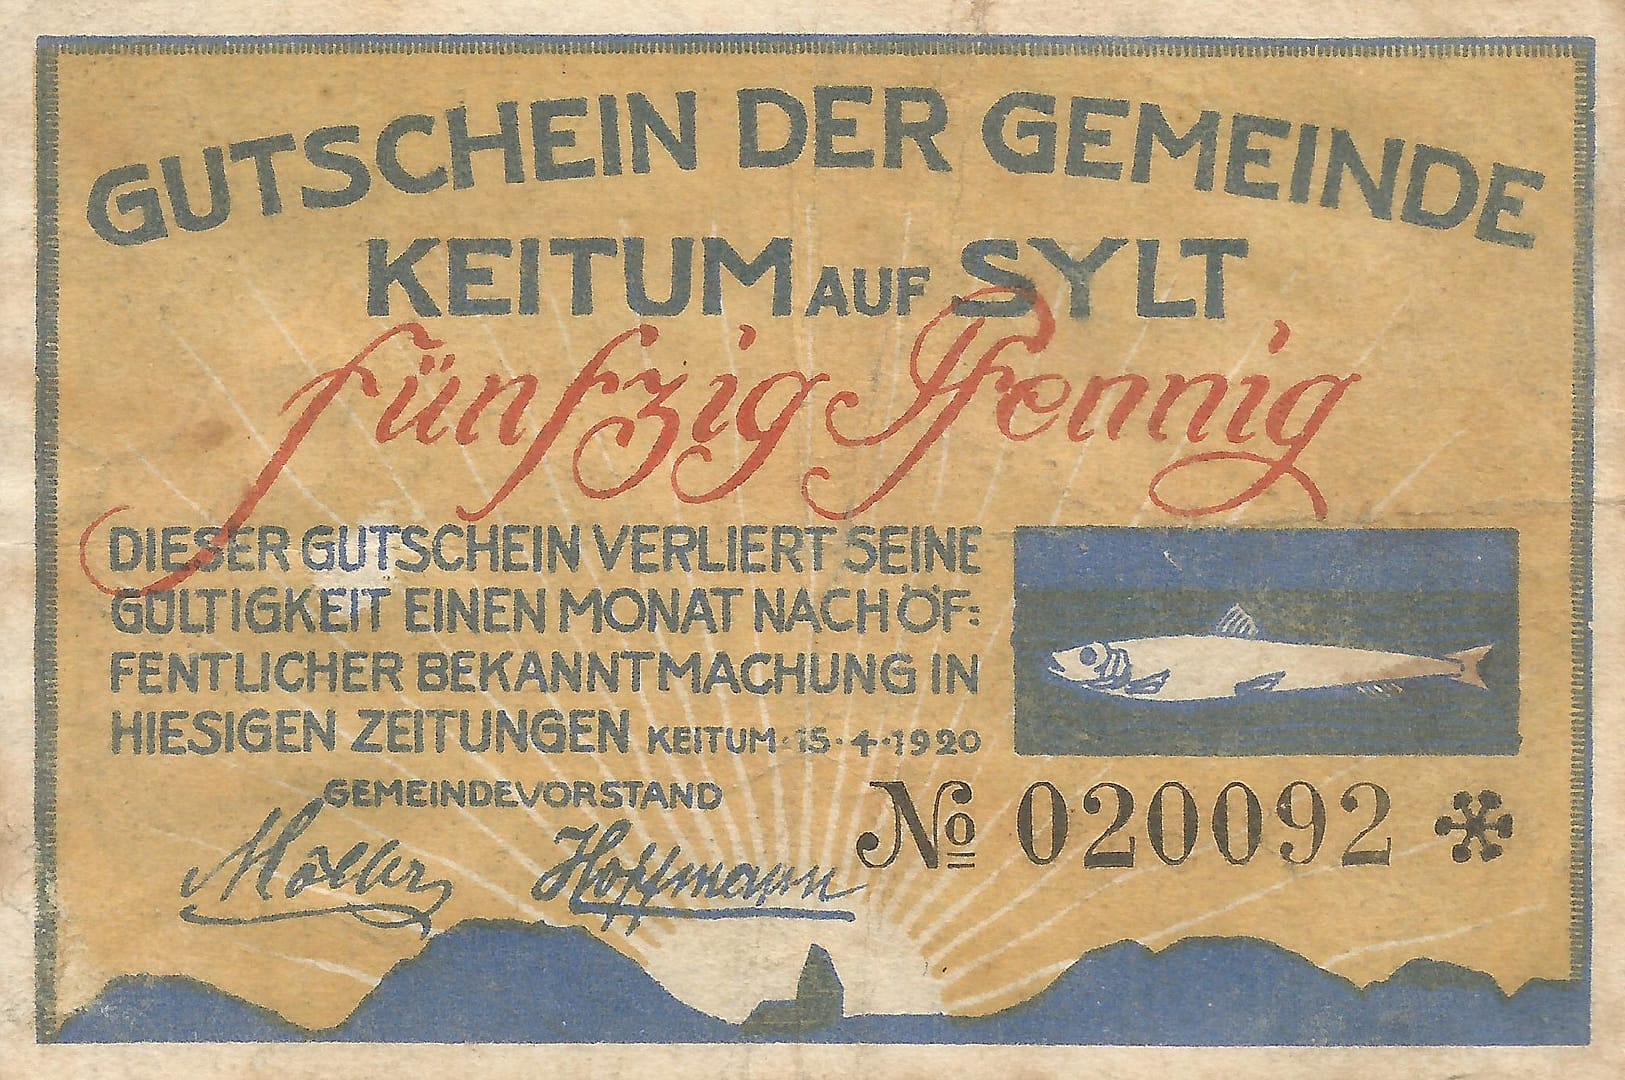 GUTSCHEIN DER GEMEINDE
KEITUM AUF SYLT
fünfzig Pfennig
DIESER GUTSCHEIN VERLIERT SEINE
GÜLTIGKEIT EINEN MONAT NACH ÖF:
FENTLICHER BEKANNTMACHUNG IN
HIESIGEN ZEITUNGEN KEITUM·15·4·1920
GEMEINDEVORSTAND
Möller Hoffmann
№ 020092